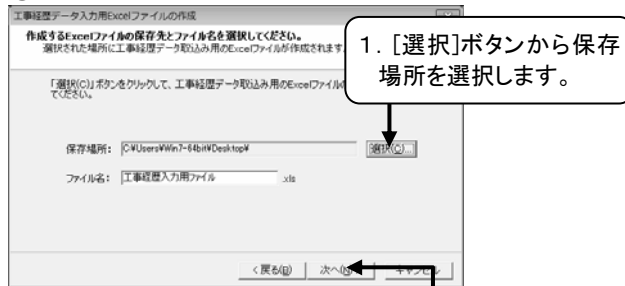 工事経歴データ入力用Excelファイルの作成
作成するExcelファイルの保存先とファイル名を選択してください。
選択された場所に工事経歴データ取込み用のExcelファイルが作成されます。
1. [選択]ボタンから保存
場所を選択します。
「選択(C)」ボタンをクリックして、工事経歴データ取込み用のExcelファイルの
てください。
保存場所: C:¥Users¥Win7-64bit¥Desktop¥ 選択(C)...
ファイル名: 工事経歴入力用ファイル .xls
<戻る(B) 次へ(N) キャンセル